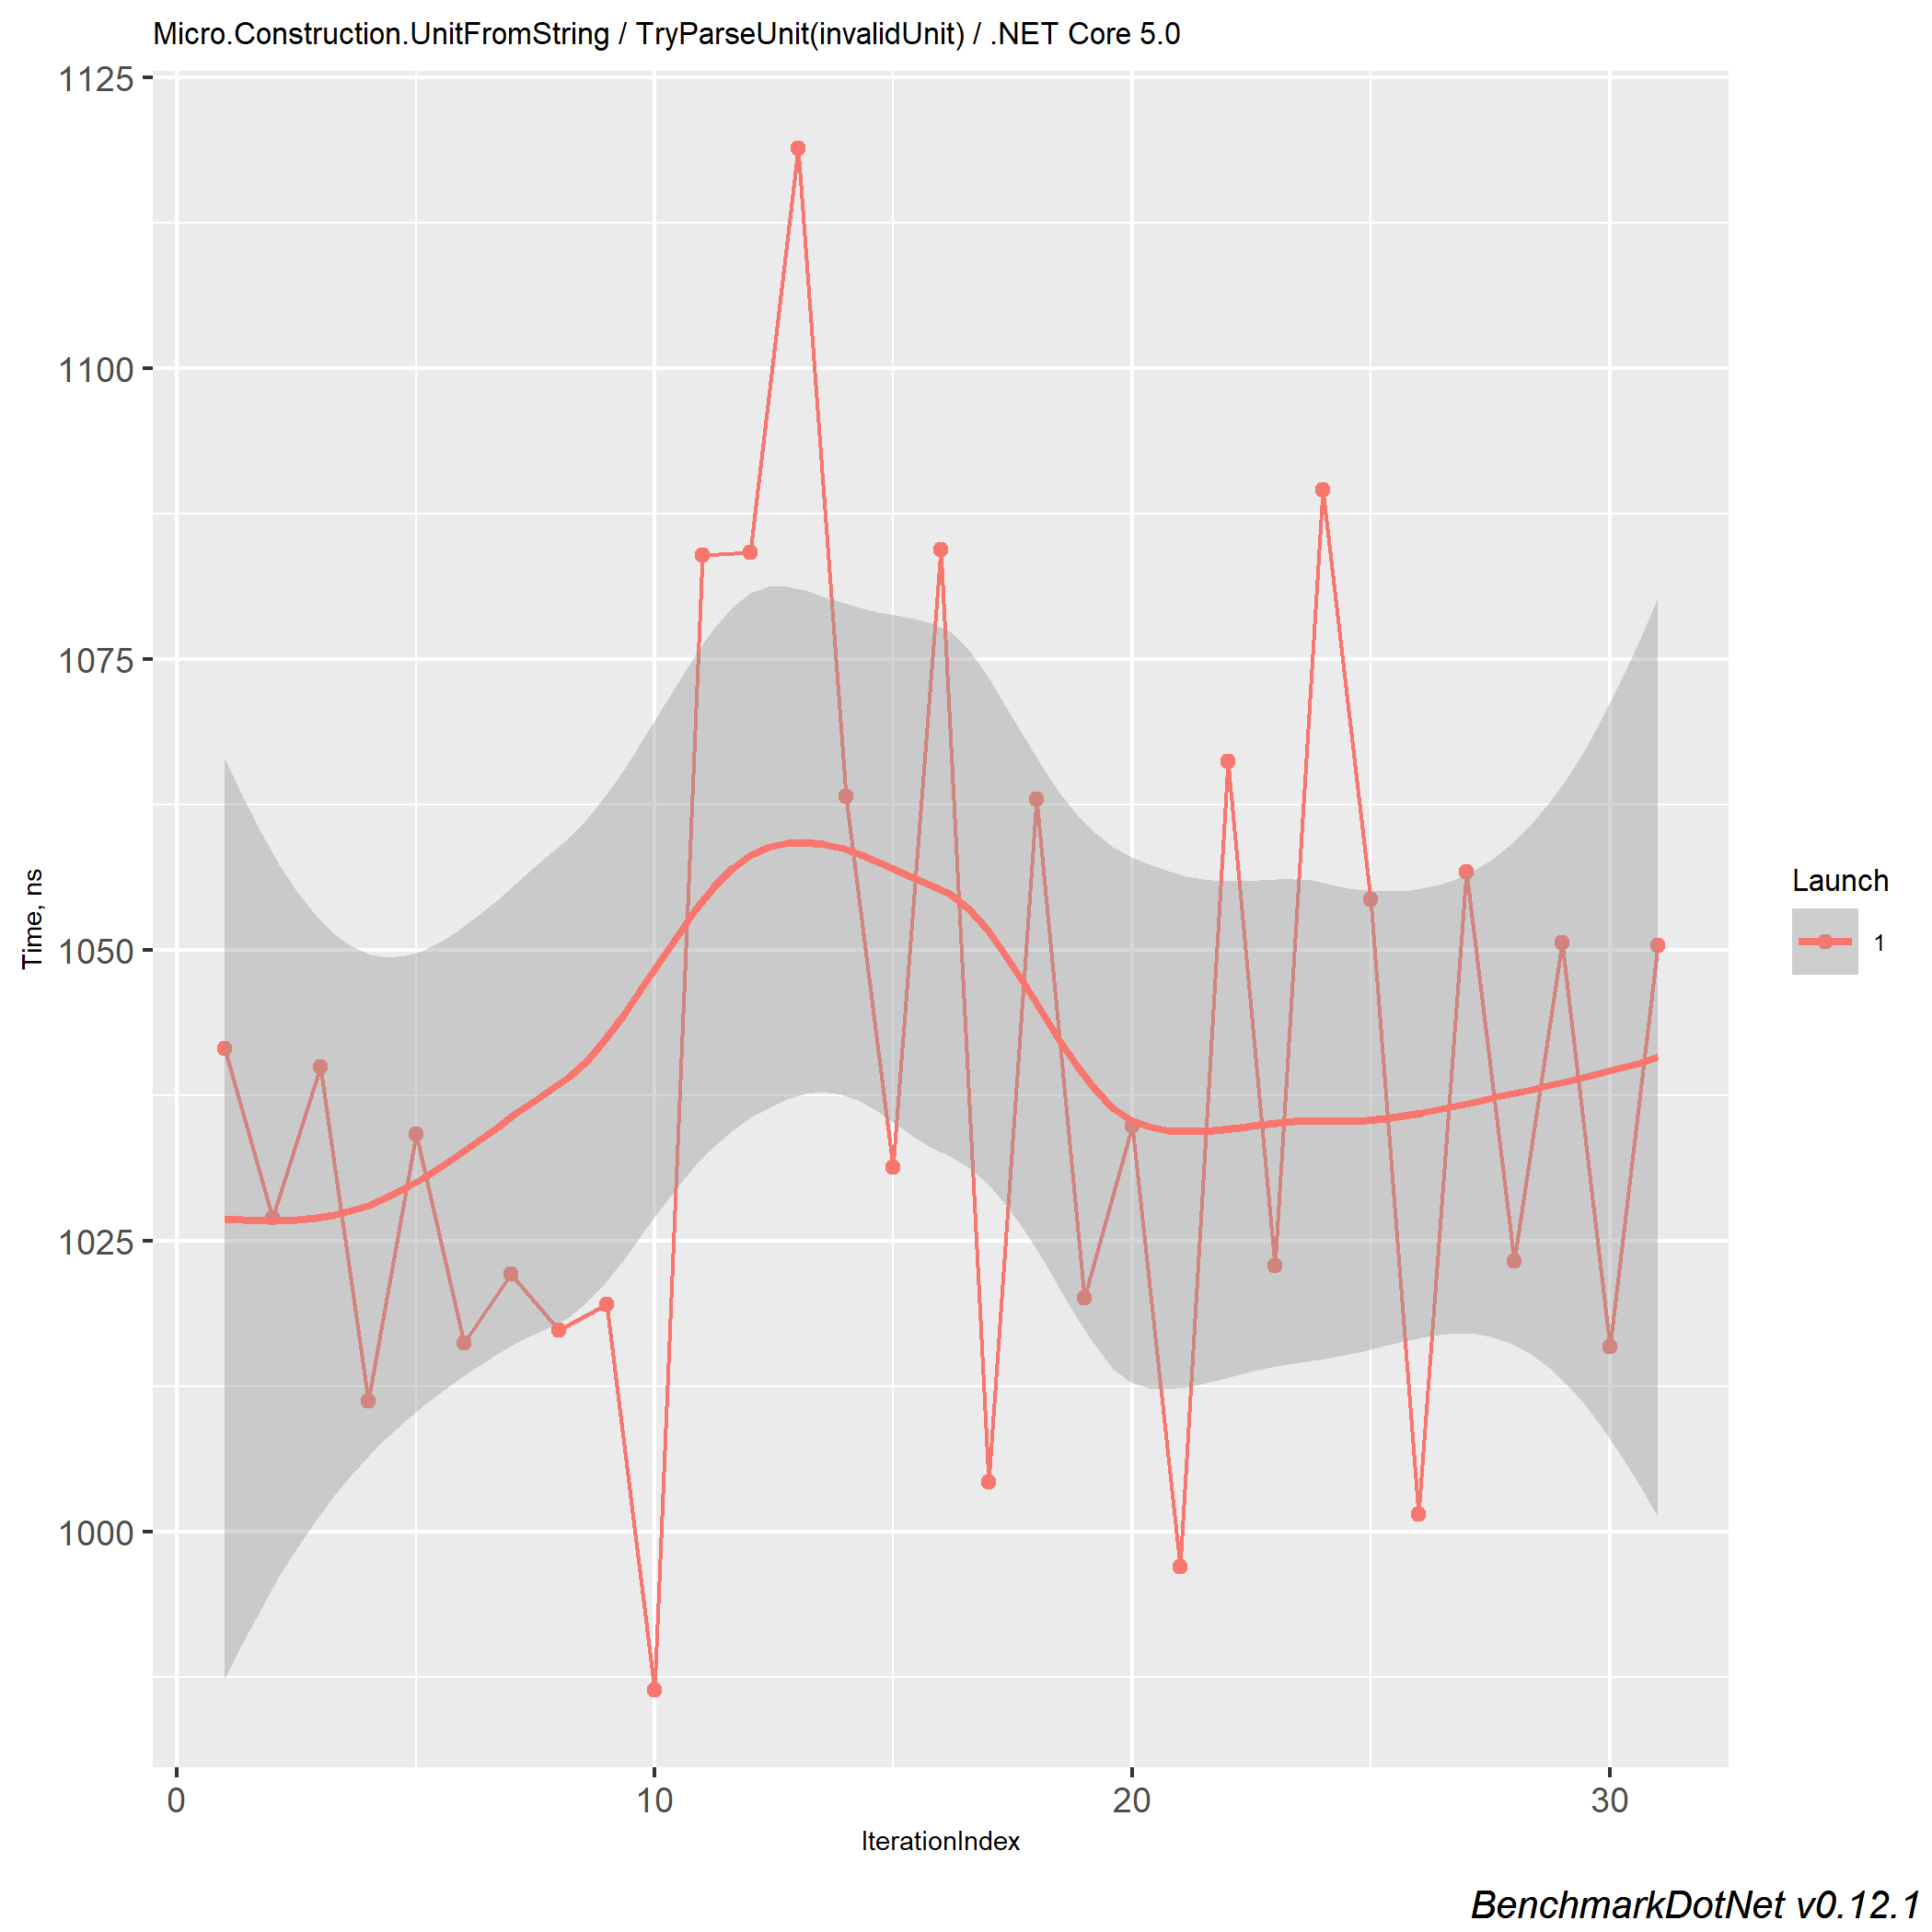 Micro.Construction.UnitFromString / TryParseUnit(invalidUnit) / .NET Core 5.0
1125
1100
1075
1050
1025
1000
Time, ns
0 10 20 30
IterationIndex
Launch
1
BenchmarkDotNet v0.12.1